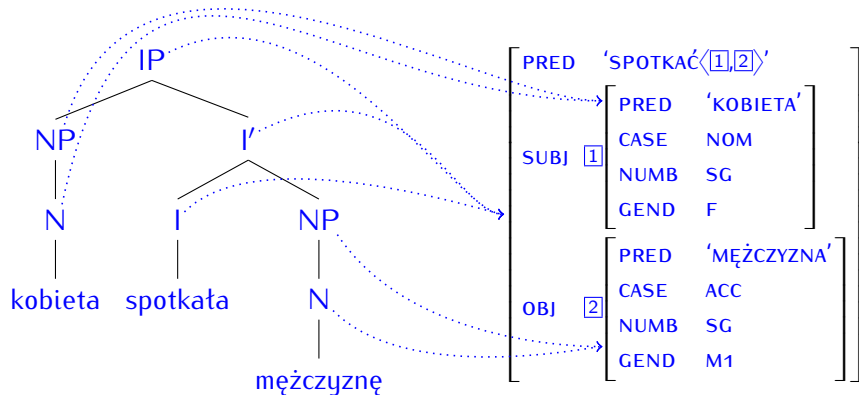 IP
NP I′
N I NP
kobieta spotkała N
mężczyznę
PRED ‘SPOTKAĆ⟨1,2⟩’
SUBJ 1
PRED ‘KOBIETA’
CASE NOM
NUMB SG
GEND F
OBJ 2
PRED ‘MĘŻCZYZNA’
CASE ACC
NUMB SG
GEND M1